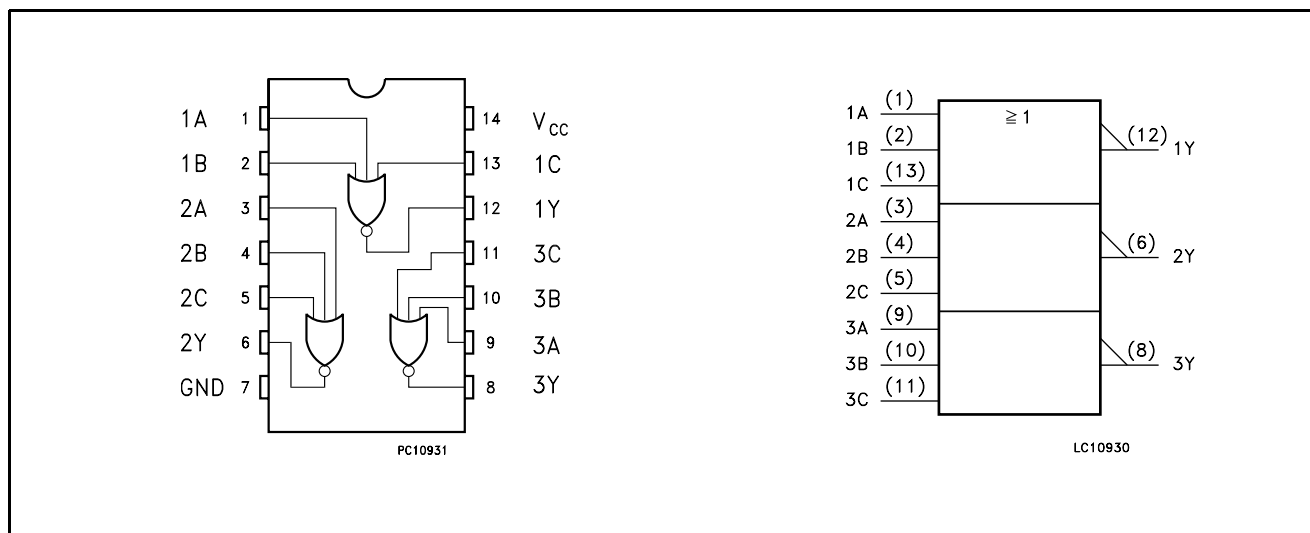 1A 1 14 VCC
1B 2 13 1C
2A 3 12 1Y
2B 4 11 3C
2C 5 10 3B
2Y 6 9 3A
GND 7 8 3Y
PC10931
≧1
1A (1)
1B (2)
1C (13)
2A (3)
2B (4)
2C (5)
3A (9)
3B (10)
3C (11)
(12) 1Y
(6) 2Y
(8) 3Y
LC10930